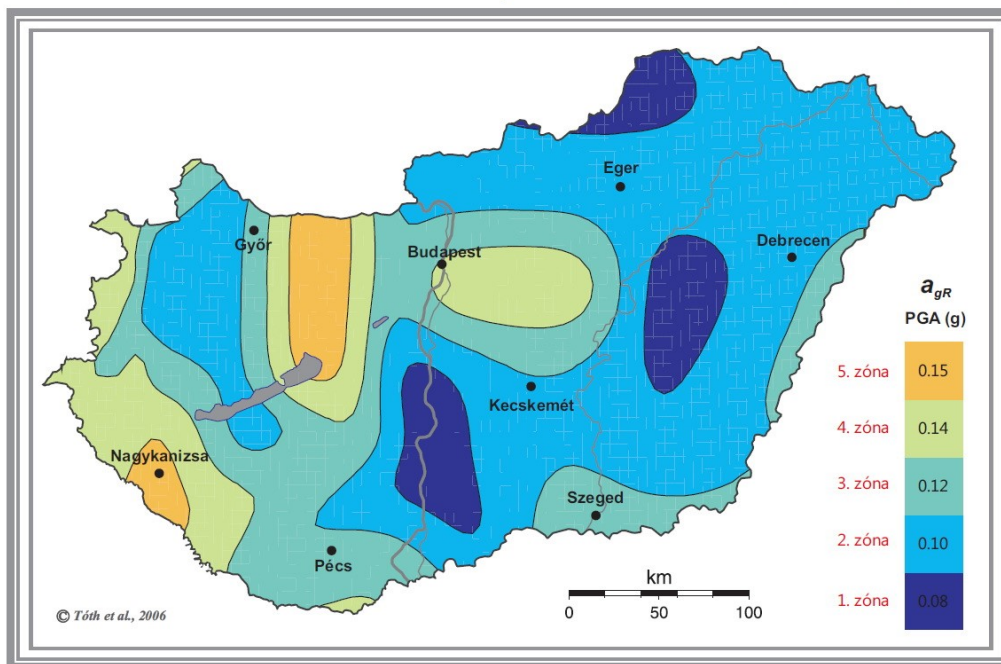 Eger
Győr
Budapest
Debrecen
Kecskemét
Nagykanizsa
Szeged
Pécs
a_gR
PGA (g)
5. zóna 0.15
4. zóna 0.14
3. zóna 0.12
2. zóna 0.10
1. zóna 0.08
km
0 50 100
© Tóth et al., 2006